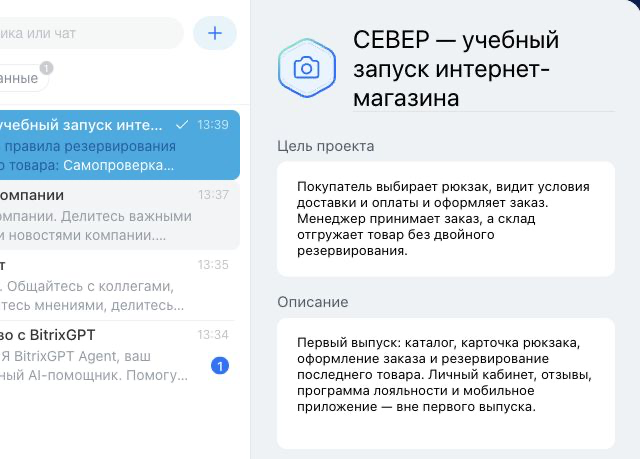 ика или чат
анные
1
учебный запуск инте...
13:39
правила резервирования
о товара: Самопроверка...
омпании
13:37
омпании. Делитесь важными
и новостями компании....
т
13:35
. Общайтесь с коллегами,
тесь мнениями, делитесь...
во с BitrixGPT
13:34
Я BitrixGPT Agent, ваш
ный AI-помощник. Помогу...
1
СЕВЕР — учебный
запуск интернет-
магазина
Цель проекта
Покупатель выбирает рюкзак, видит условия
доставки и оплаты и оформляет заказ.
Менеджер принимает заказ, а склад
отгружает товар без двойного
резервирования.
Описание
Первый выпуск: каталог, карточка рюкзака,
оформление заказа и резервирование
последнего товара. Личный кабинет, отзывы,
программа лояльности и мобильное
приложение — вне первого выпуска.